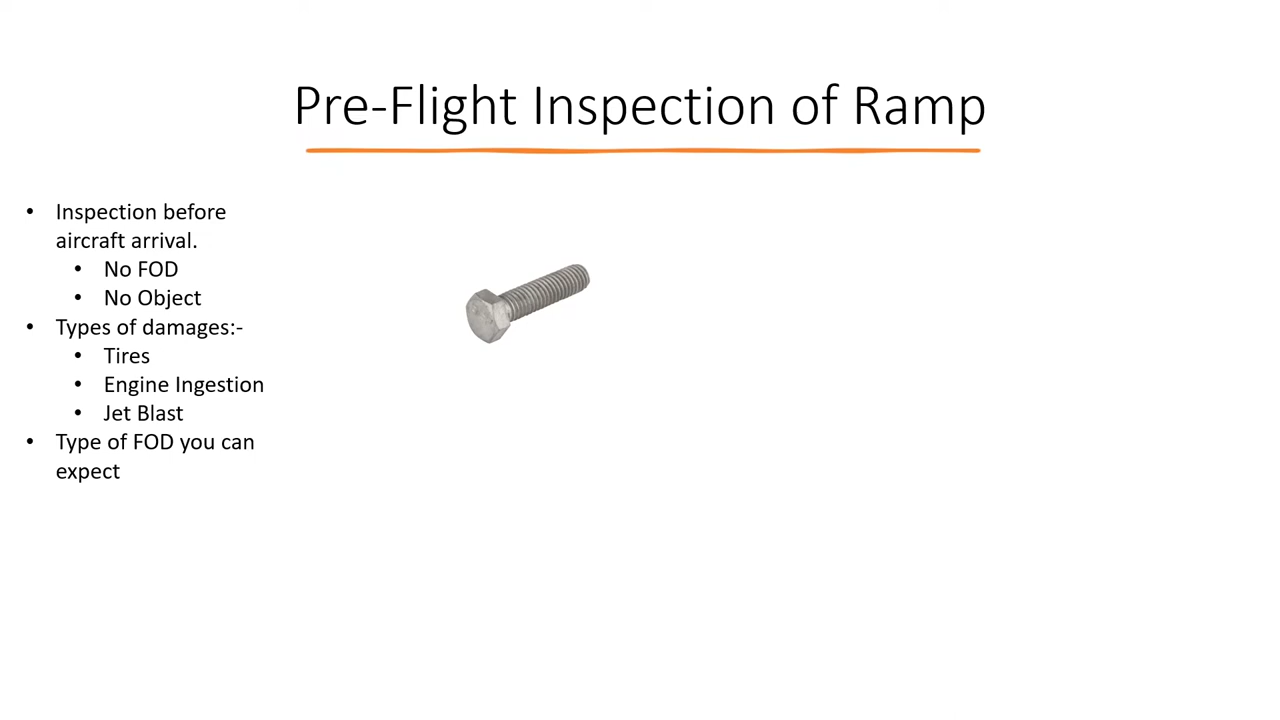 Pre-Flight Inspection of Ramp
• Inspection before
aircraft arrival.
• No FOD
• No Object
• Types of damages:-
• Tires
• Engine Ingestion
• Jet Blast
• Type of FOD you can
expect